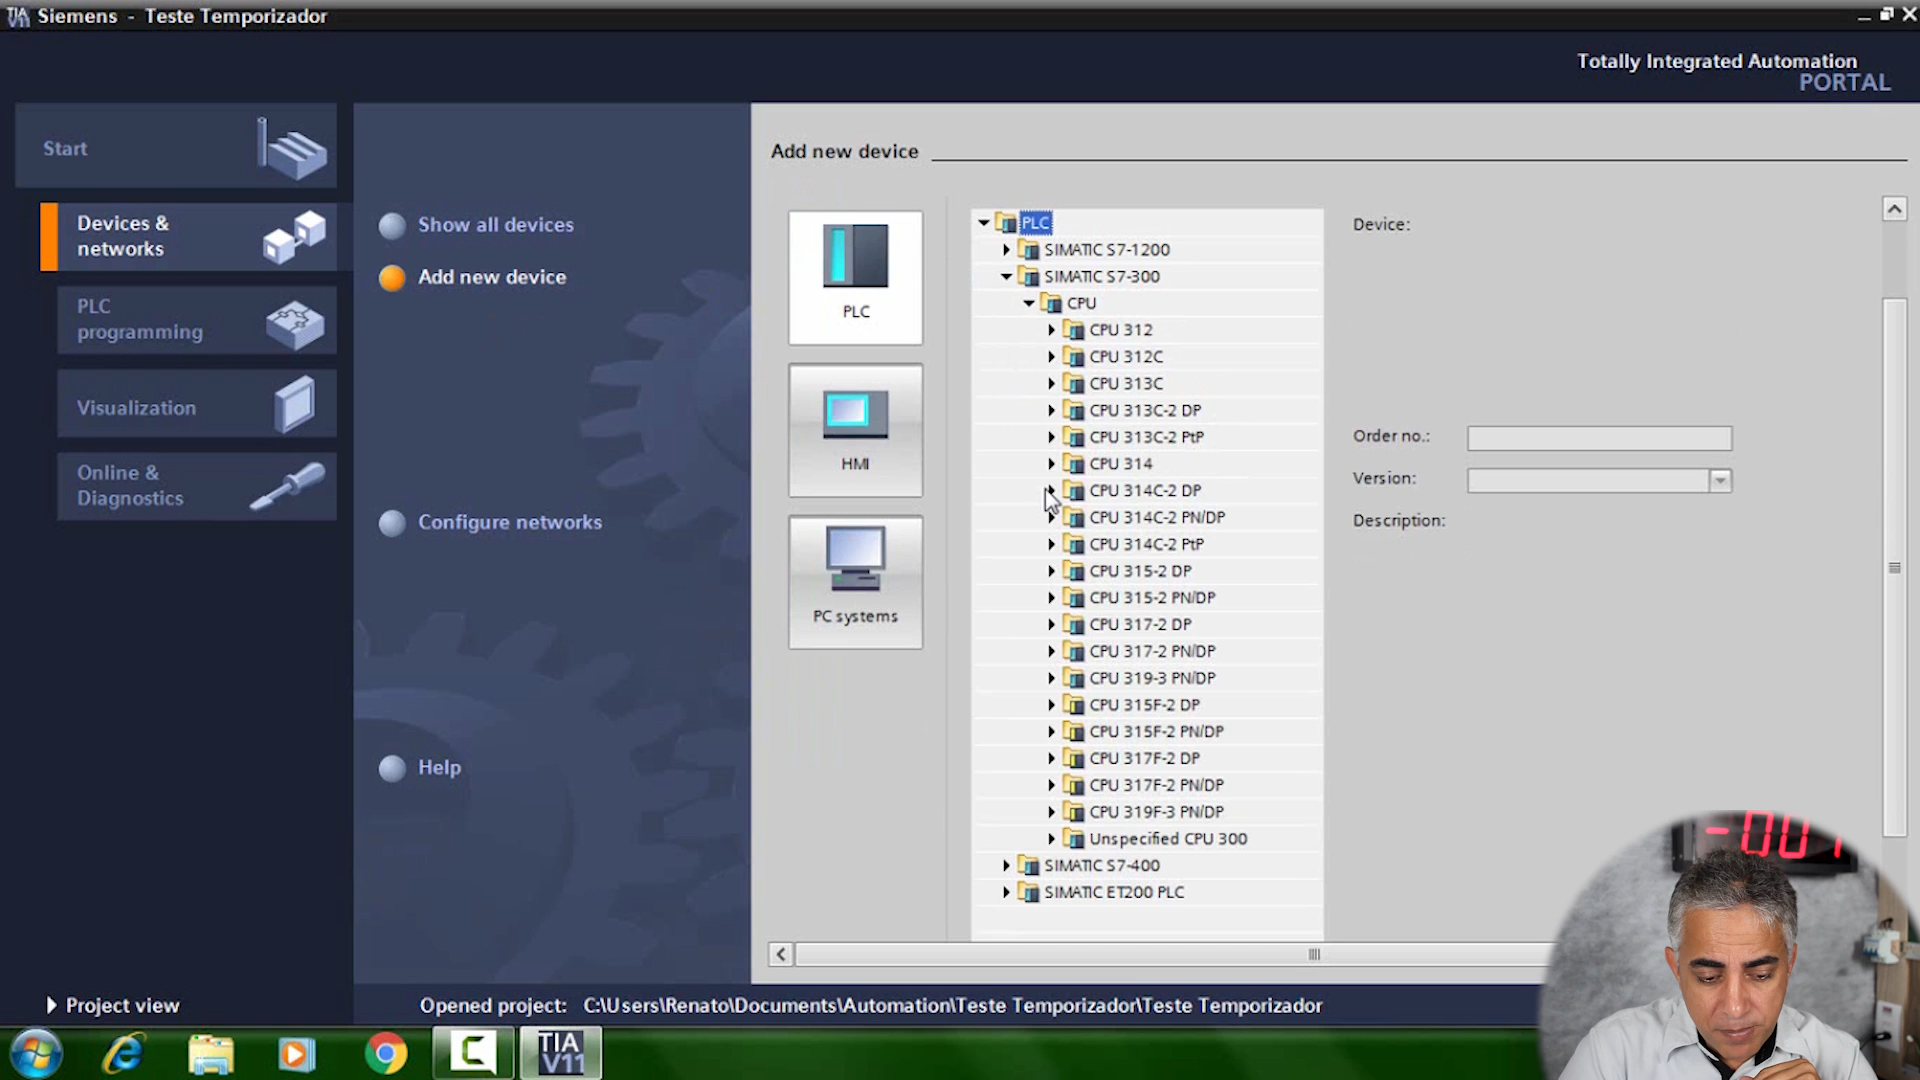 Siemens - Teste Temporizador
Totally Integrated Automation
PORTAL
Start
Devices &
networks
PLC
programming
Visualization
Online &
Diagnostics
Show all devices
Add new device
Configure networks
Help
Add new device
PLC
HMI
PC systems
PLC
SIMATIC S7-1200
SIMATIC S7-300
CPU
CPU 312
CPU 312C
CPU 313C
CPU 313C-2 DP
CPU 313C-2 PtP
CPU 314
CPU 314C-2 DP
CPU 314C-2 PN/DP
CPU 314C-2 PtP
CPU 315-2 DP
CPU 315-2 PN/DP
CPU 317-2 DP
CPU 317-2 PN/DP
CPU 319-3 PN/DP
CPU 315F-2 DP
CPU 315F-2 PN/DP
CPU 317F-2 DP
CPU 317F-2 PN/DP
CPU 319F-3 PN/DP
Unspecified CPU 300
SIMATIC S7-400
SIMATIC ET200 PLC
Device:
Order no.:
Version:
Description:
Project view
Opened project: C:\Users\Renato\Documents\Automation\Teste Temporizador\Teste Temporizador
TIA
V11